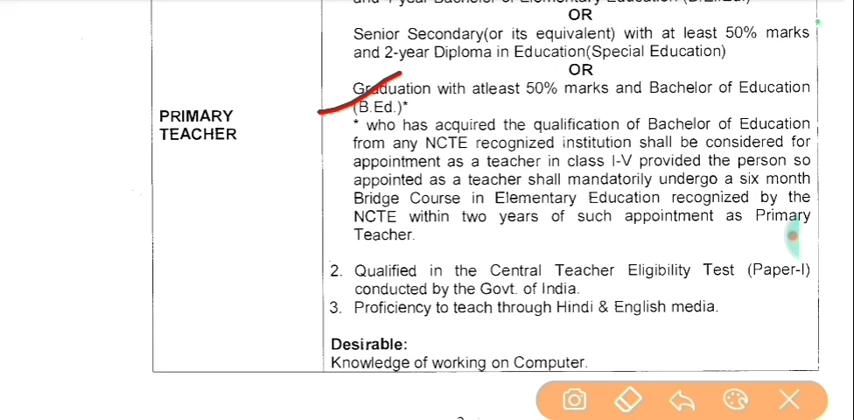 OR
Senior Secondary(or its equivalent) with at least 50% marks
and 2-year Diploma in Education(Special Education)
OR
Graduation with atleast 50% marks and Bachelor of Education
(B.Ed.)*
PRIMARY
TEACHER
* who has acquired the qualification of Bachelor of Education
from any NCTE recognized institution shall be considered for
appointment as a teacher in class I-V provided the person so
appointed as a teacher shall mandatorily undergo a six month
Bridge Course in Elementary Education recognized by the
NCTE within two years of such appointment as Primary
Teacher.
2. Qualified in the Central Teacher Eligibility Test (Paper-I)
conducted by the Govt. of India.
3. Proficiency to teach through Hindi & English media.
Desirable:
Knowledge of working on Computer.